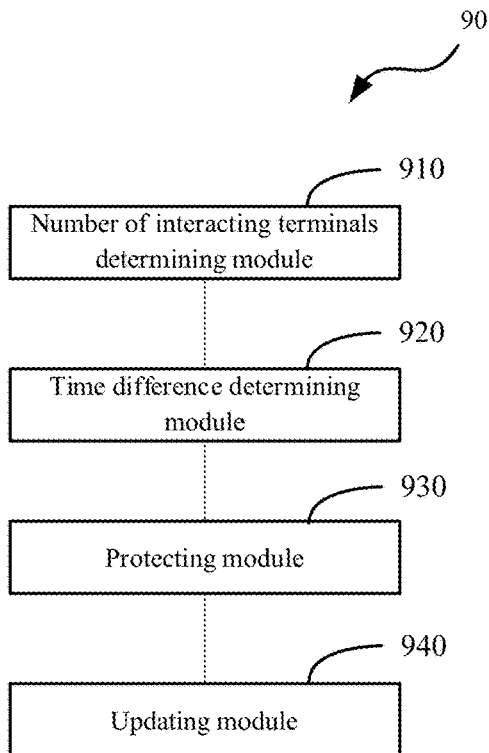 90
910
Number of interacting terminals
determining module
920
Time difference determining
module
930
Protecting module
940
Updating module